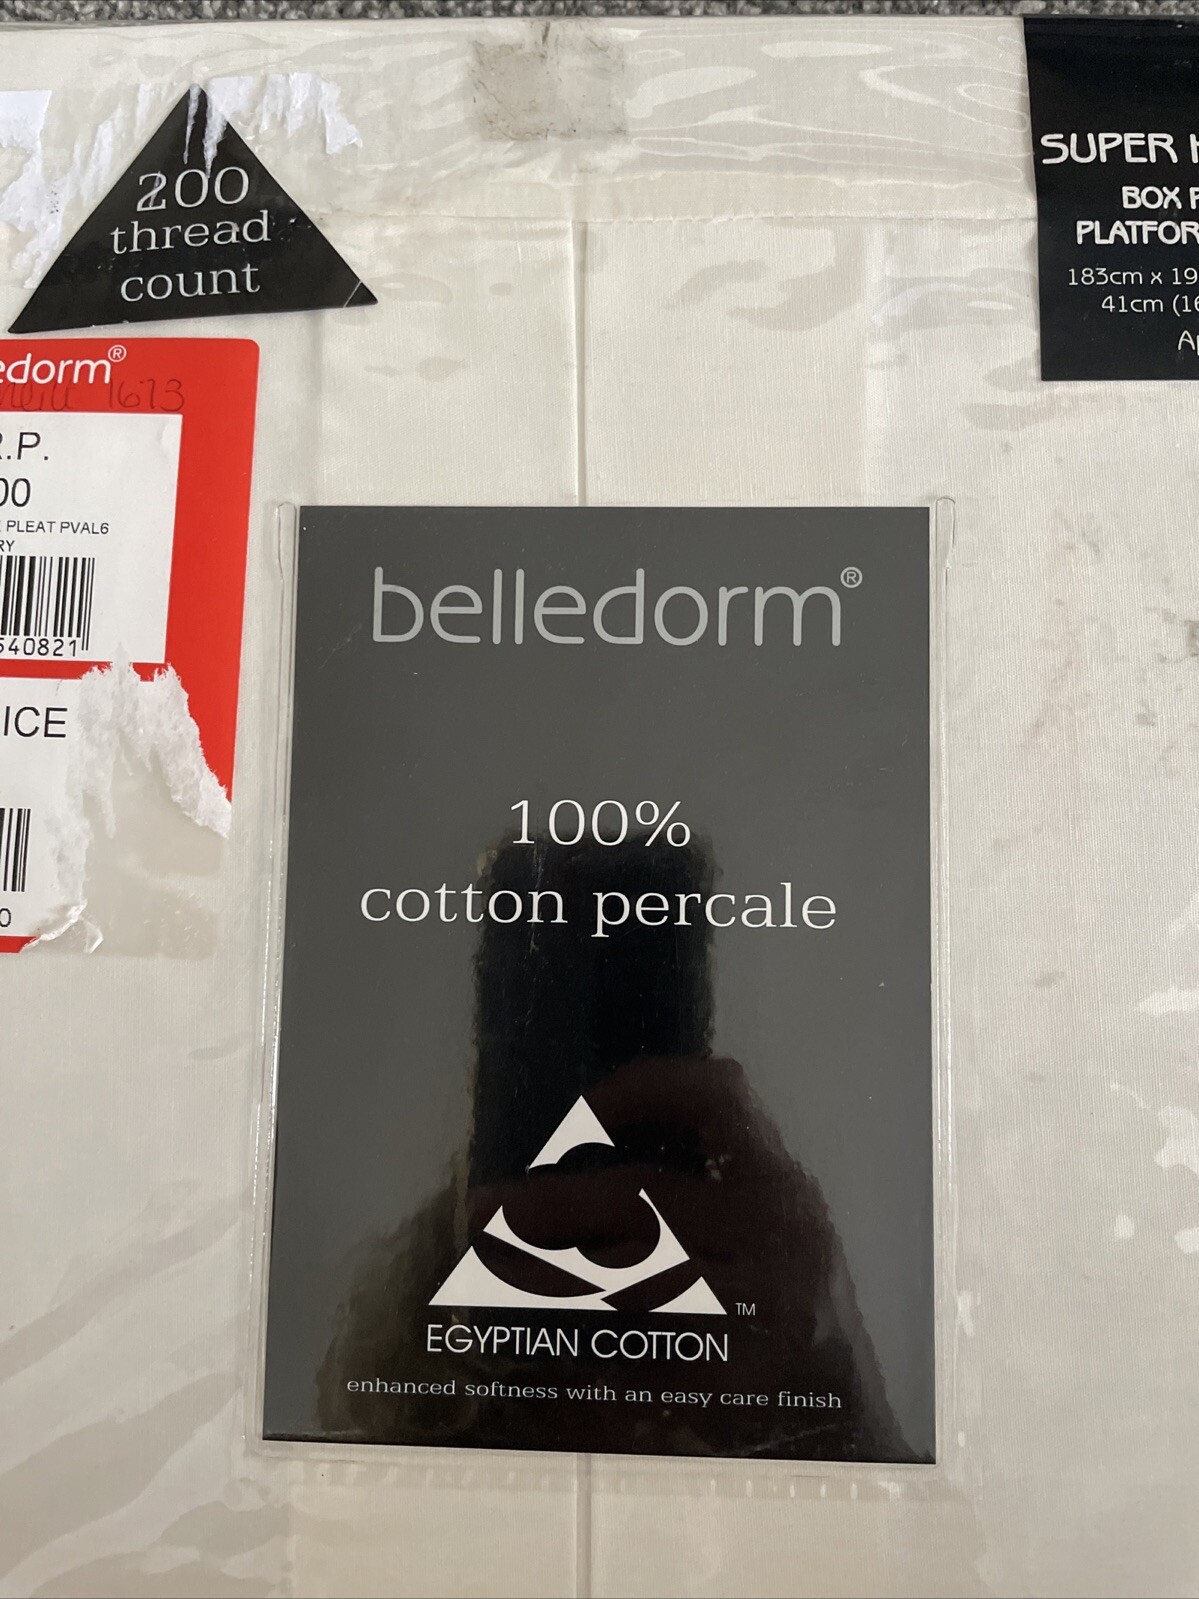 200
thread
count
SUPER
BOX
PLATFOR
183cm x 19
41cm (16
edorm®
1673
R.P.
00
PLEAT PVAL6
RY
540821
ICE
0
belledorm®
100%
cotton percale
TM
EGYPTIAN COTTON
enhanced softness with an easy care finish